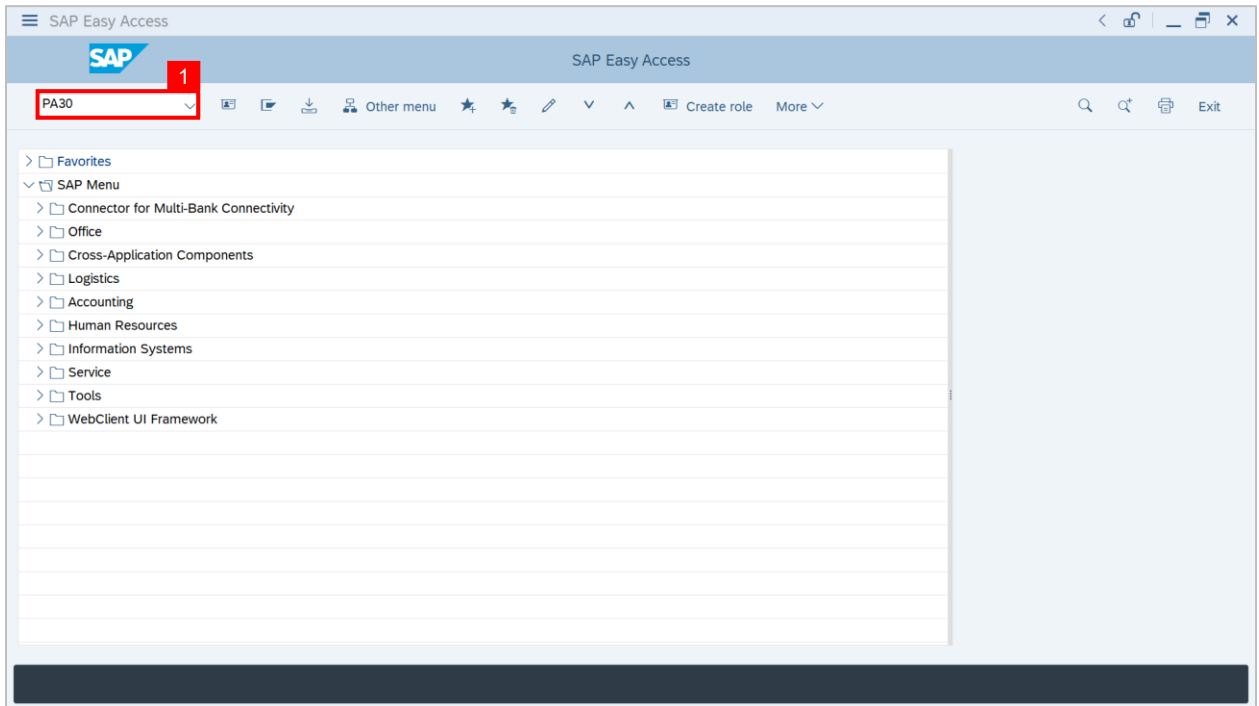 SAP Easy Access
SAP
SAP Easy Access
1
PA30
Other menu
Create role
More
Exit
Favorites
SAP Menu
Connector for Multi-Bank Connectivity
Office
Cross-Application Components
Logistics
Accounting
Human Resources
Information Systems
Service
Tools
WebClient UI Framework